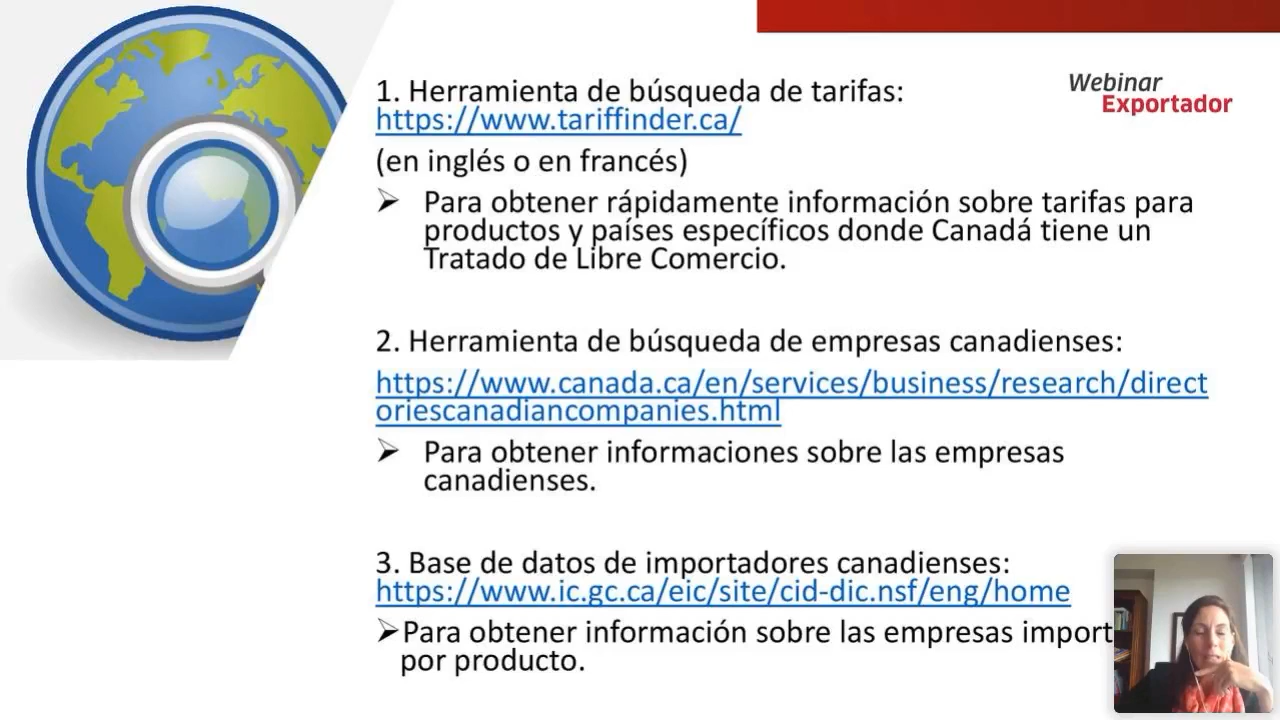 Webinar
Exportador
1. Herramienta de búsqueda de tarifas:
https://www.tariffinder.ca/
(en inglés o en francés)
Para obtener rápidamente información sobre tarifas para
productos y países específicos donde Canadá tiene un
Tratado de Libre Comercio.
2. Herramienta de búsqueda de empresas canadienses:
https://www.canada.ca/en/services/business/research/direct
oriescanadiancompanies.html
Para obtener informaciones sobre las empresas
canadienses.
3. Base de datos de importadores canadienses:
https://www.ic.gc.ca/eic/site/cid-dic.nsf/eng/home
Para obtener información sobre las empresas
por producto.